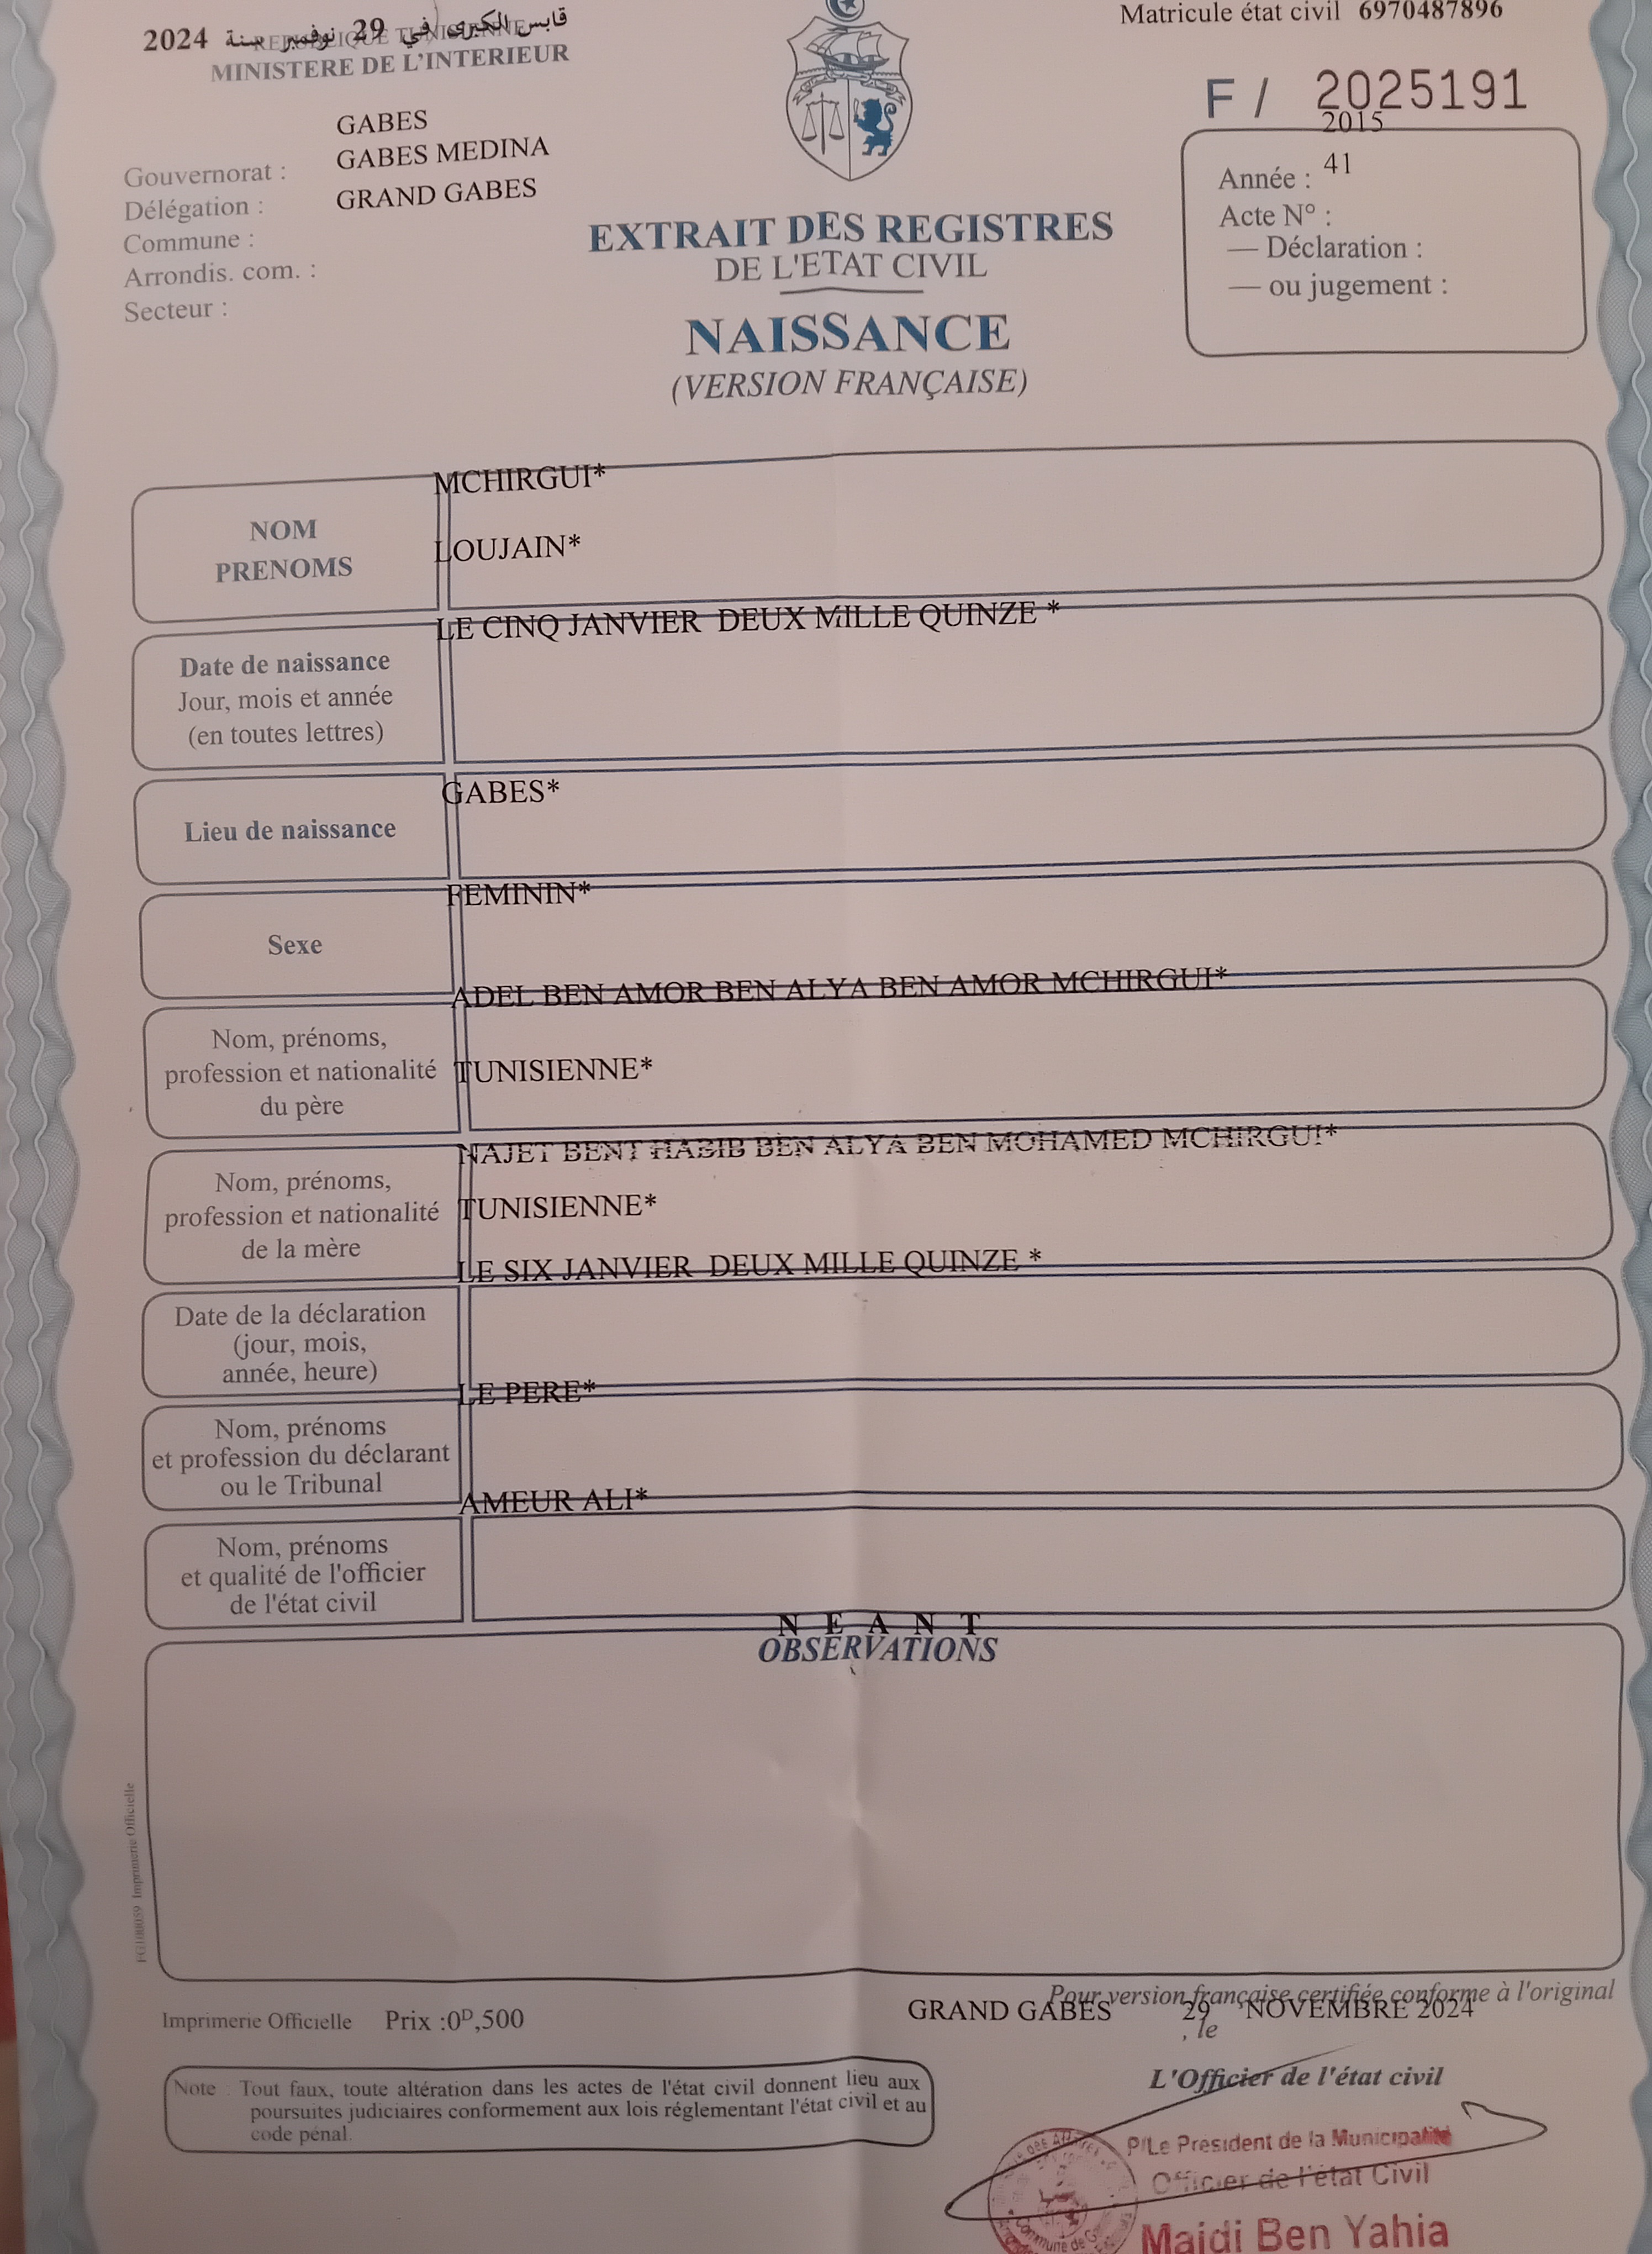 قابس الكبرى في 29 نوفمبر سنة 2024
REPUBLIQUE TUNISIENNE
MINISTERE DE L'INTERIEUR
Matricule état civil 6970487896
F / 2025191
GABES
GABES MEDINA
GRAND GABES
Gouvernorat :
Délégation :
Commune :
Arrondis. com. :
Secteur :
2015
Année : 41
Acte N° :
— Déclaration :
— ou jugement :
EXTRAIT DES REGISTRES
DE L'ETAT CIVIL
NAISSANCE
(VERSION FRANÇAISE)
MCHIRGUI*
NOM
LOUJAIN*
PRENOMS
LE CINQ JANVIER DEUX MILLE QUINZE *
Date de naissance
Jour, mois et année
(en toutes lettres)
GABES*
Lieu de naissance
FEMININ*
Sexe
ADEL BEN AMOR BEN ALYA BEN AMOR MCHIRGUI*
Nom, prénoms,
profession et nationalité TUNISIENNE*
du père
NAJET BENT HABIB BEN ALYA BEN MOHAMED MCHIRGUI*
Nom, prénoms,
profession et nationalité TUNISIENNE*
de la mère
LE SIX JANVIER DEUX MILLE QUINZE *
Date de la déclaration
(jour, mois,
année, heure)
LE PERE*
Nom, prénoms
et profession du déclarant
ou le Tribunal
AMEUR ALI*
Nom, prénoms
et qualité de l'officier
de l'état civil
N E A N T
OBSERVATIONS
Imprimerie Officielle
Pour version française certifiée conforme à l'original
Imprimerie Officielle Prix :0ᴰ,500
GRAND GABES 29 NOVEMBRE 2024
, le
L'Officier de l'état civil
Note : Tout faux, toute altération dans les actes de l'état civil donnent lieu aux
poursuites judiciaires conformement aux lois réglementant l'état civil et au
code pénal.
P/Le Président de la Municipalité
Officier de l'état Civil
Majdi Ben Yahia